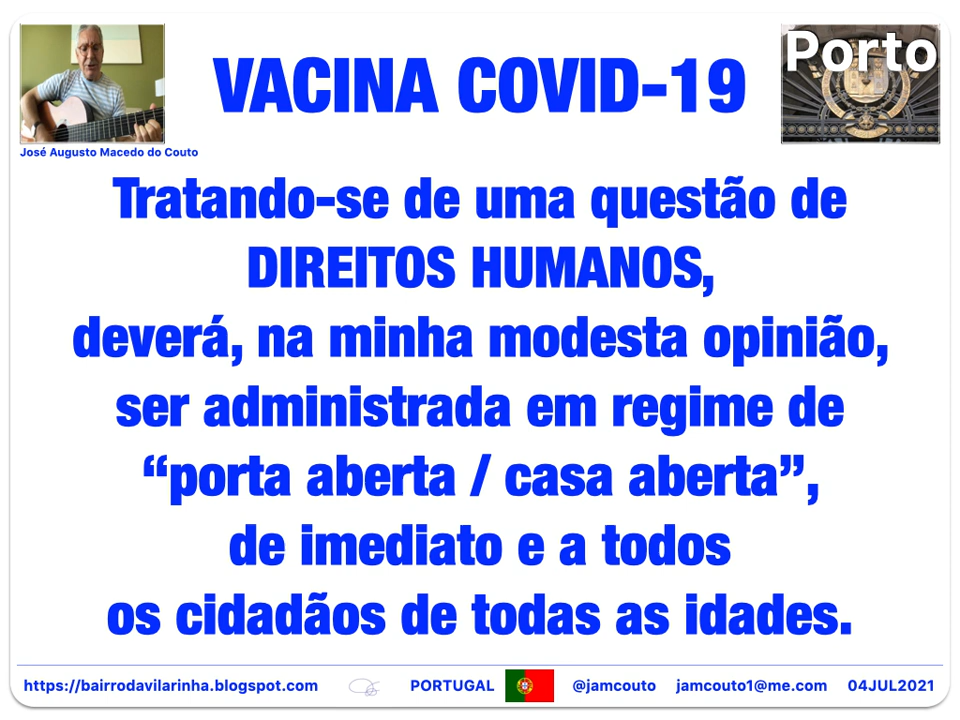 Porto
VACINA COVID-19
José Augusto Macedo do Couto
Tratando-se de uma questão de
DIREITOS HUMANOS,
deverá, na minha modesta opinião,
ser administrada em regime de
“porta aberta / casa aberta”,
de imediato e a todos
os cidadãos de todas as idades.
https://bairrodavilarinha.blogspot.com PORTUGAL @jamcouto jamcouto1@me.com 04JUL2021